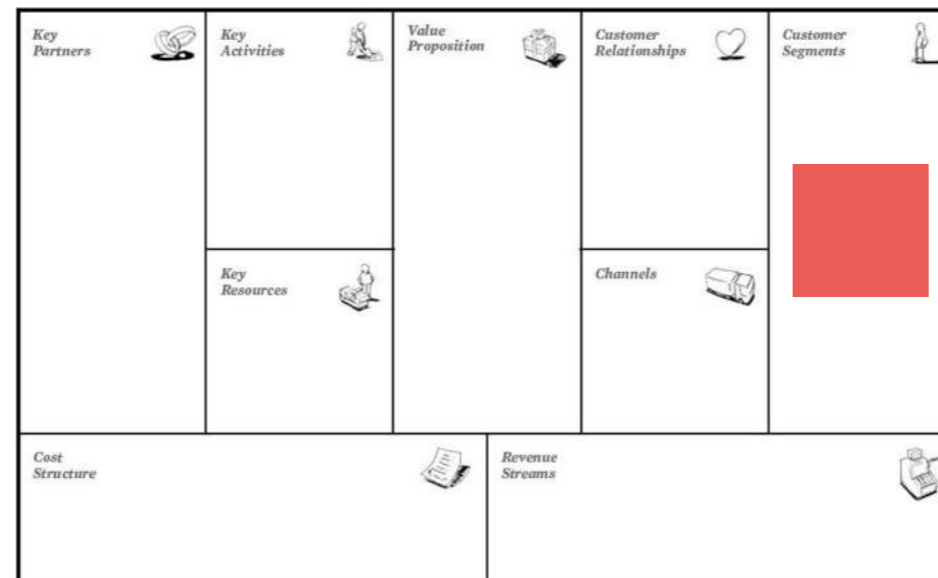 Key
Partners
Key
Activities
Value
Proposition
Customer
Relationships
Customer
Segments
Key
Resources
Channels
Cost
Structure
Revenue
Streams